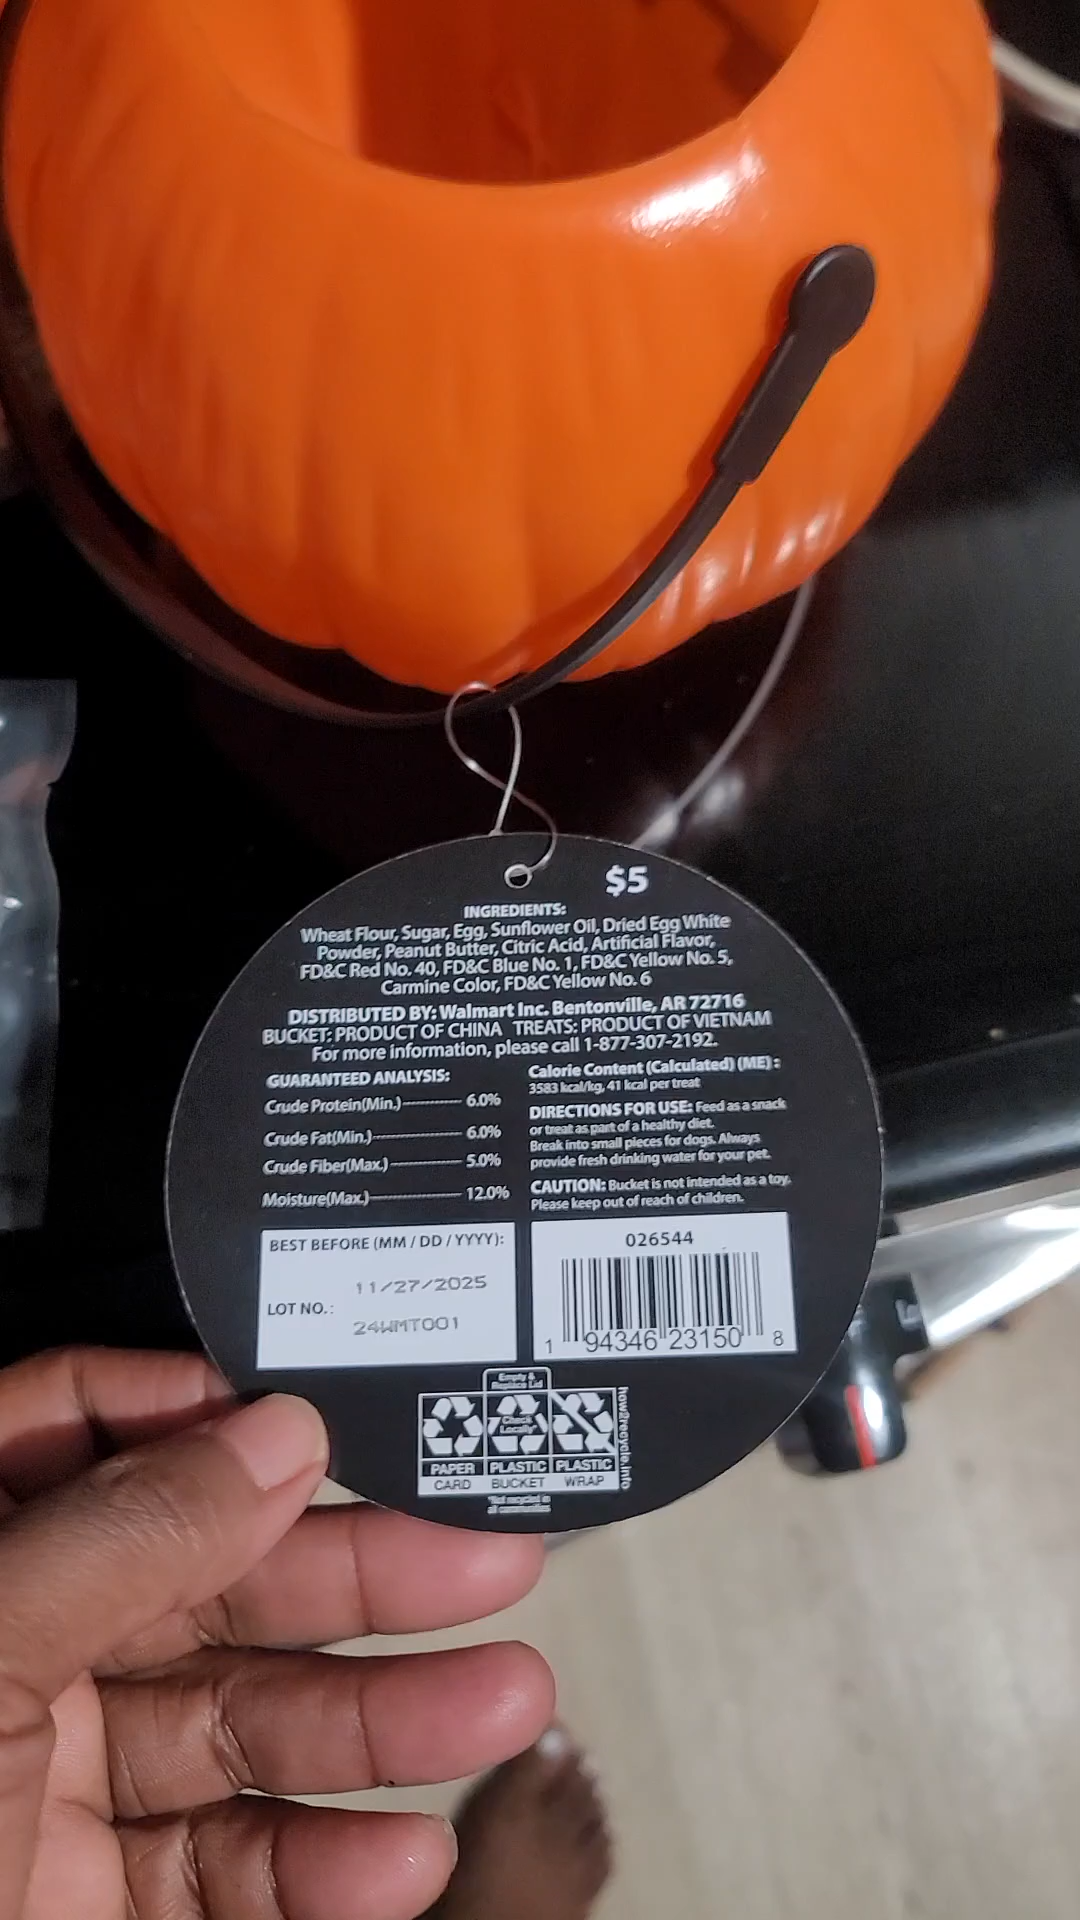 $5
INGREDIENTS:
Wheat Flour, Sugar, Egg, Sunflower Oil, Dried Egg White
Powder, Peanut Butter, Citric Acid, Artificial Flavor,
FD&C Red No. 40, FD&C Blue No. 1, FD&C Yellow No. 5,
Carmine Color, FD&C Yellow No. 6
DISTRIBUTED BY: Walmart Inc. Bentonville, AR 72716
BUCKET: PRODUCT OF CHINA TREATS: PRODUCT OF VIETNAM
For more information, please call 1-877-307-2192.
GUARANTEED ANALYSIS:
Crude Protein(Min.) 6.0%
Crude Fat(Min.) 6.0%
Crude Fiber(Max.) 5.0%
Moisture(Max.) 12.0%
Calorie Content (Calculated) (ME) :
3583 kcal/kg, 41 kcal per treat
DIRECTIONS FOR USE: Feed as a snack
or treat as part of a healthy diet.
Break into small pieces for dogs. Always
provide fresh drinking water for your pet.
CAUTION: Bucket is not intended as a toy.
Please keep out of reach of children.
BEST BEFORE (MM / DD / YYYY):
11/27/2025
LOT NO.:
24WMT001
026544
1 94346 23150 8
Empty &
Replace Lid
Check
Locally*
PAPER PLASTIC PLASTIC
CARD BUCKET WRAP
how2recycle.info
*Not recycled in
all communities